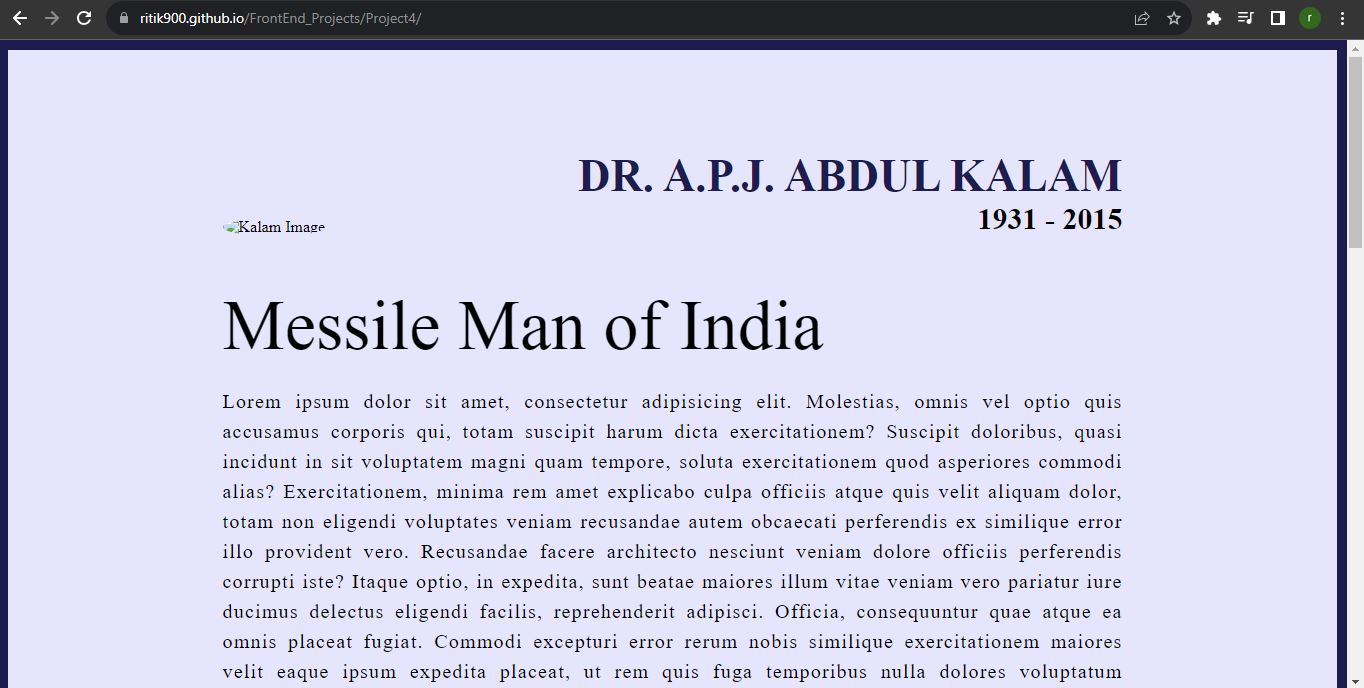 ritik900.github.io/FrontEnd_Projects/Project4/
r
DR. A.P.J. ABDUL KALAM
1931 - 2015
Kalam Image
Messile Man of India
Lorem ipsum dolor sit amet, consectetur adipisicing elit. Molestias, omnis vel optio quis
accusamus corporis qui, totam suscipit harum dicta exercitationem? Suscipit doloribus, quasi
incidunt in sit voluptatem magni quam tempore, soluta exercitationem quod asperiores commodi
alias? Exercitationem, minima rem amet explicabo culpa officiis atque quis velit aliquam dolor,
totam non eligendi voluptates veniam recusandae autem obcaecati perferendis ex similique error
illo provident vero. Recusandae facere architecto nesciunt veniam dolore officiis perferendis
corrupti iste? Itaque optio, in expedita, sunt beatae maiores illum vitae veniam vero pariatur iure
ducimus delectus eligendi facilis, reprehenderit adipisci. Officia, consequuntur quae atque ea
omnis placeat fugiat. Commodi excepturi error rerum nobis similique exercitationem maiores
velit eaque ipsum expedita placeat, ut rem quis fuga temporibus nulla dolores voluptatum